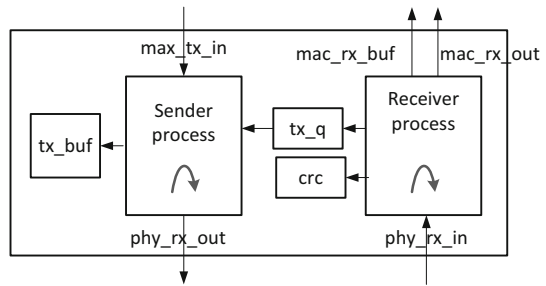 max_tx_in
mac_rx_buf
mac_rx_out
Sender
process
Receiver
process
tx_buf
tx_q
crc
phy_rx_out
phy_rx_in